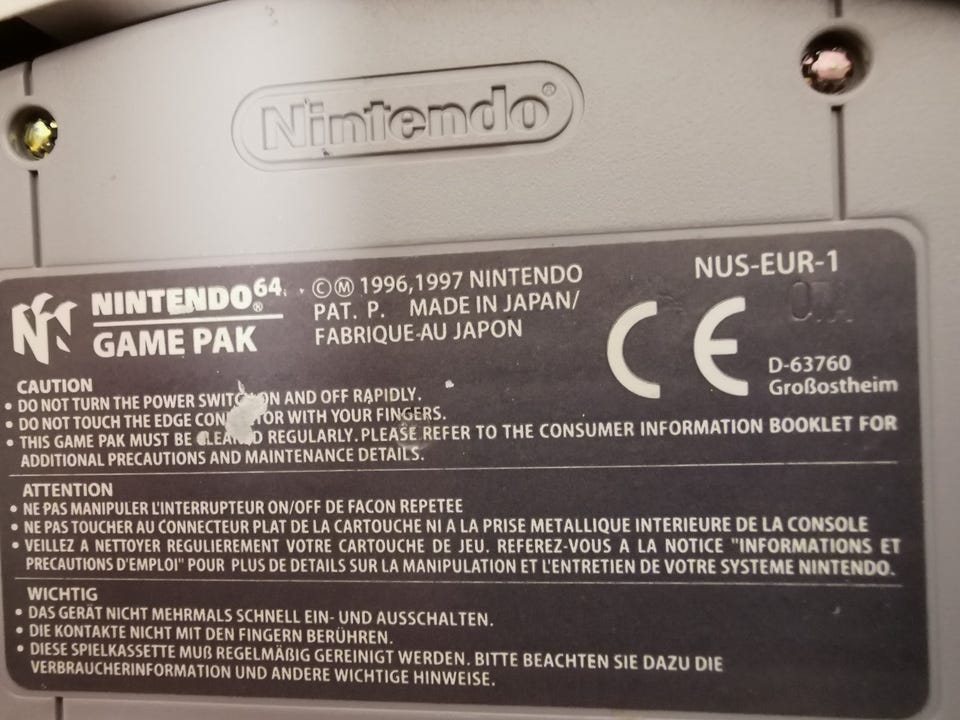 Nintendo®
NINTENDO64®
GAME PAK
©Ⓜ 1996,1997 NINTENDO
PAT. P. MADE IN JAPAN/
FABRIQUE-AU JAPON
NUS-EUR-1
CE
D-63760
Großostheim
CAUTION
• DO NOT TURN THE POWER SWITCH ON AND OFF RAPIDLY.
• DO NOT TOUCH THE EDGE CONNECTOR WITH YOUR FINGERS.
• THIS GAME PAK MUST BE CLEANED REGULARLY. PLEASE REFER TO THE CONSUMER INFORMATION BOOKLET FOR
ADDITIONAL PRECAUTIONS AND MAINTENANCE DETAILS.
ATTENTION
• NE PAS MANIPULER L'INTERRUPTEUR ON/OFF DE FACON REPETEE
• NE PAS TOUCHER AU CONNECTEUR PLAT DE LA CARTOUCHE NI A LA PRISE METALLIQUE INTERIEURE DE LA CONSOLE
• VEILLEZ A NETTOYER REGULIEREMENT VOTRE CARTOUCHE DE JEU. REFEREZ-VOUS A LA NOTICE "INFORMATIONS ET
PRECAUTIONS D'EMPLOI" POUR PLUS DE DETAILS SUR LA MANIPULATION ET L'ENTRETIEN DE VOTRE SYSTEME NINTENDO.
WICHTIG
• DAS GERÄT NICHT MEHRMALS SCHNELL EIN- UND AUSSCHALTEN.
• DIE KONTAKTE NICHT MIT DEN FINGERN BERÜHREN.
• DIESE SPIELKASSETTE MUß REGELMÄßIG GEREINIGT WERDEN. BITTE BEACHTEN SIE DAZU DIE
VERBRAUCHERINFORMATION UND ANDERE WICHTIGE HINWEISE.